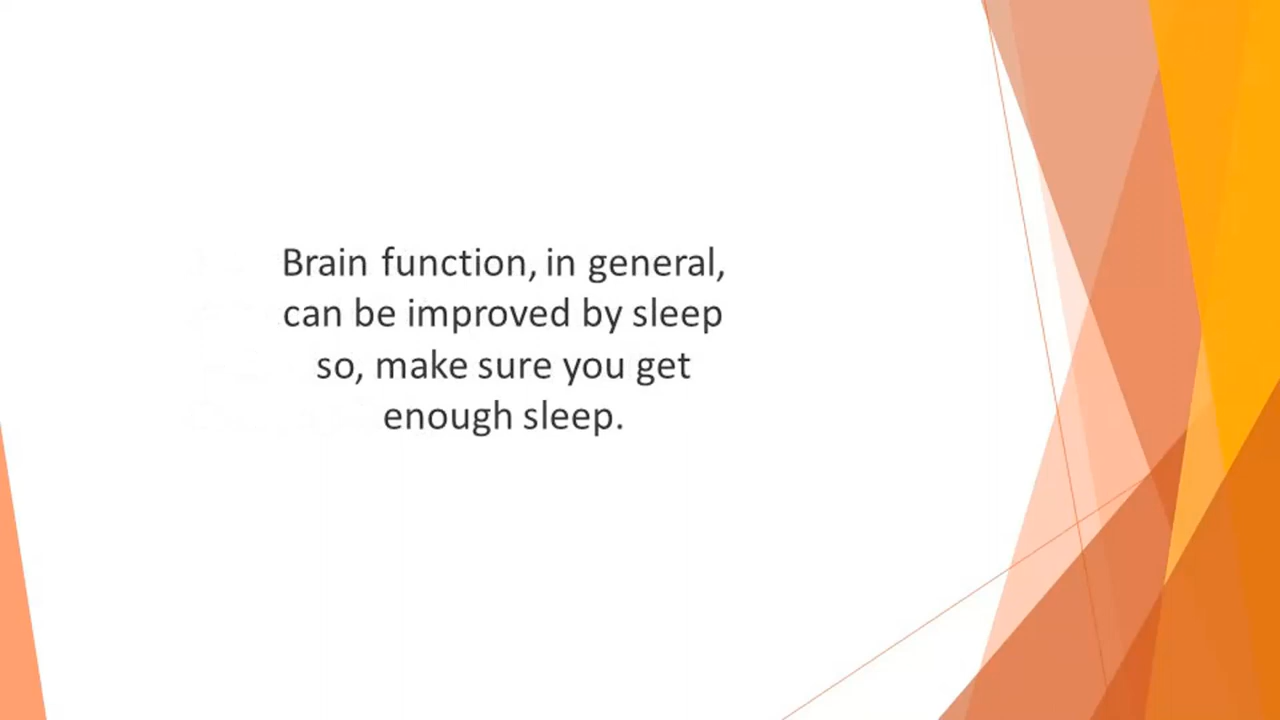 Brain function, in general,
can be improved by sleep
so, make sure you get
enough sleep.